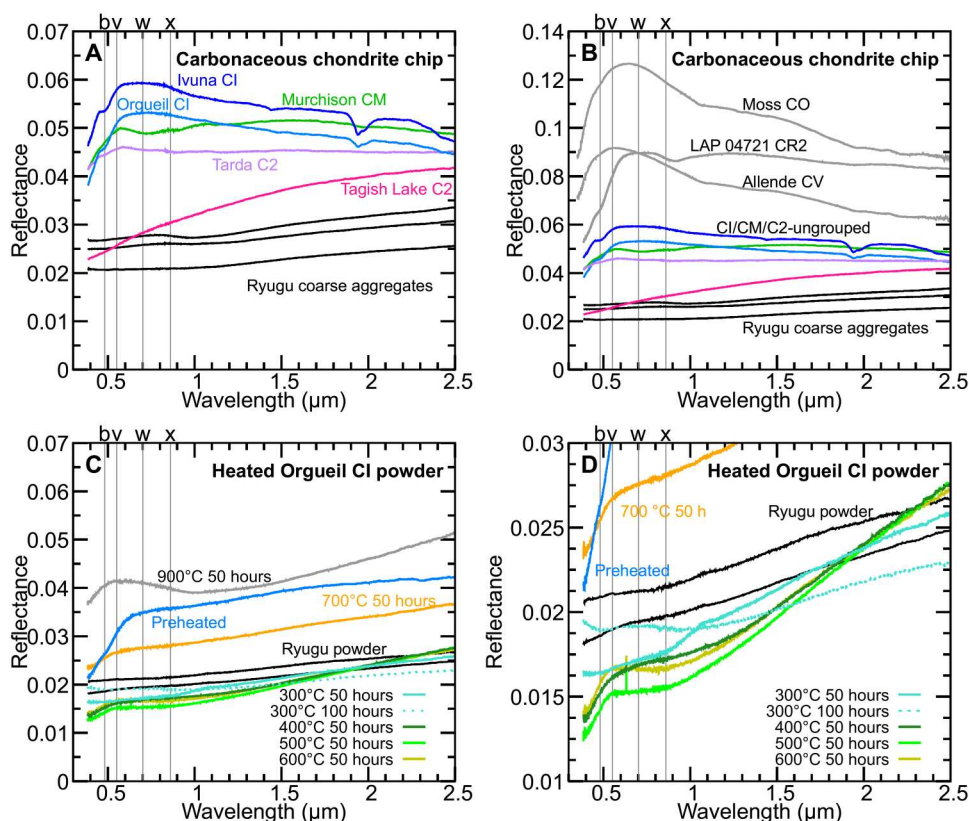 b v w x
A
Carbonaceous chondrite chip
Ivuna CI
Orgueil CI
Murchison CM
Tarda C2
Tagish Lake C2
Ryugu coarse aggregates
Reflectance
0.07
0.06
0.05
0.04
0.03
0.02
0.01
0
0.5 1 1.5 2 2.5
Wavelength (µm)
b v w x
B
Carbonaceous chondrite chip
Moss CO
LAP 04721 CR2
Allende CV
CI/CM/C2-ungrouped
Ryugu coarse aggregates
Reflectance
0.14
0.12
0.1
0.08
0.06
0.04
0.02
0
0.5 1 1.5 2 2.5
Wavelength (µm)
b v w x
C
Heated Orgueil CI powder
900°C 50 hours
700°C 50 hours
Preheated
Ryugu powder
300°C 50 hours
300°C 100 hours
400°C 50 hours
500°C 50 hours
600°C 50 hours
Reflectance
0.07
0.06
0.05
0.04
0.03
0.02
0.01
0
0.5 1 1.5 2 2.5
Wavelength (µm)
b v w x
D
Heated Orgueil CI powder
700 °C 50 h
Ryugu powder
Preheated
300°C 50 hours
300°C 100 hours
400°C 50 hours
500°C 50 hours
600°C 50 hours
Reflectance
0.03
0.025
0.02
0.015
0.01
0.5 1 1.5 2 2.5
Wavelength (µm)